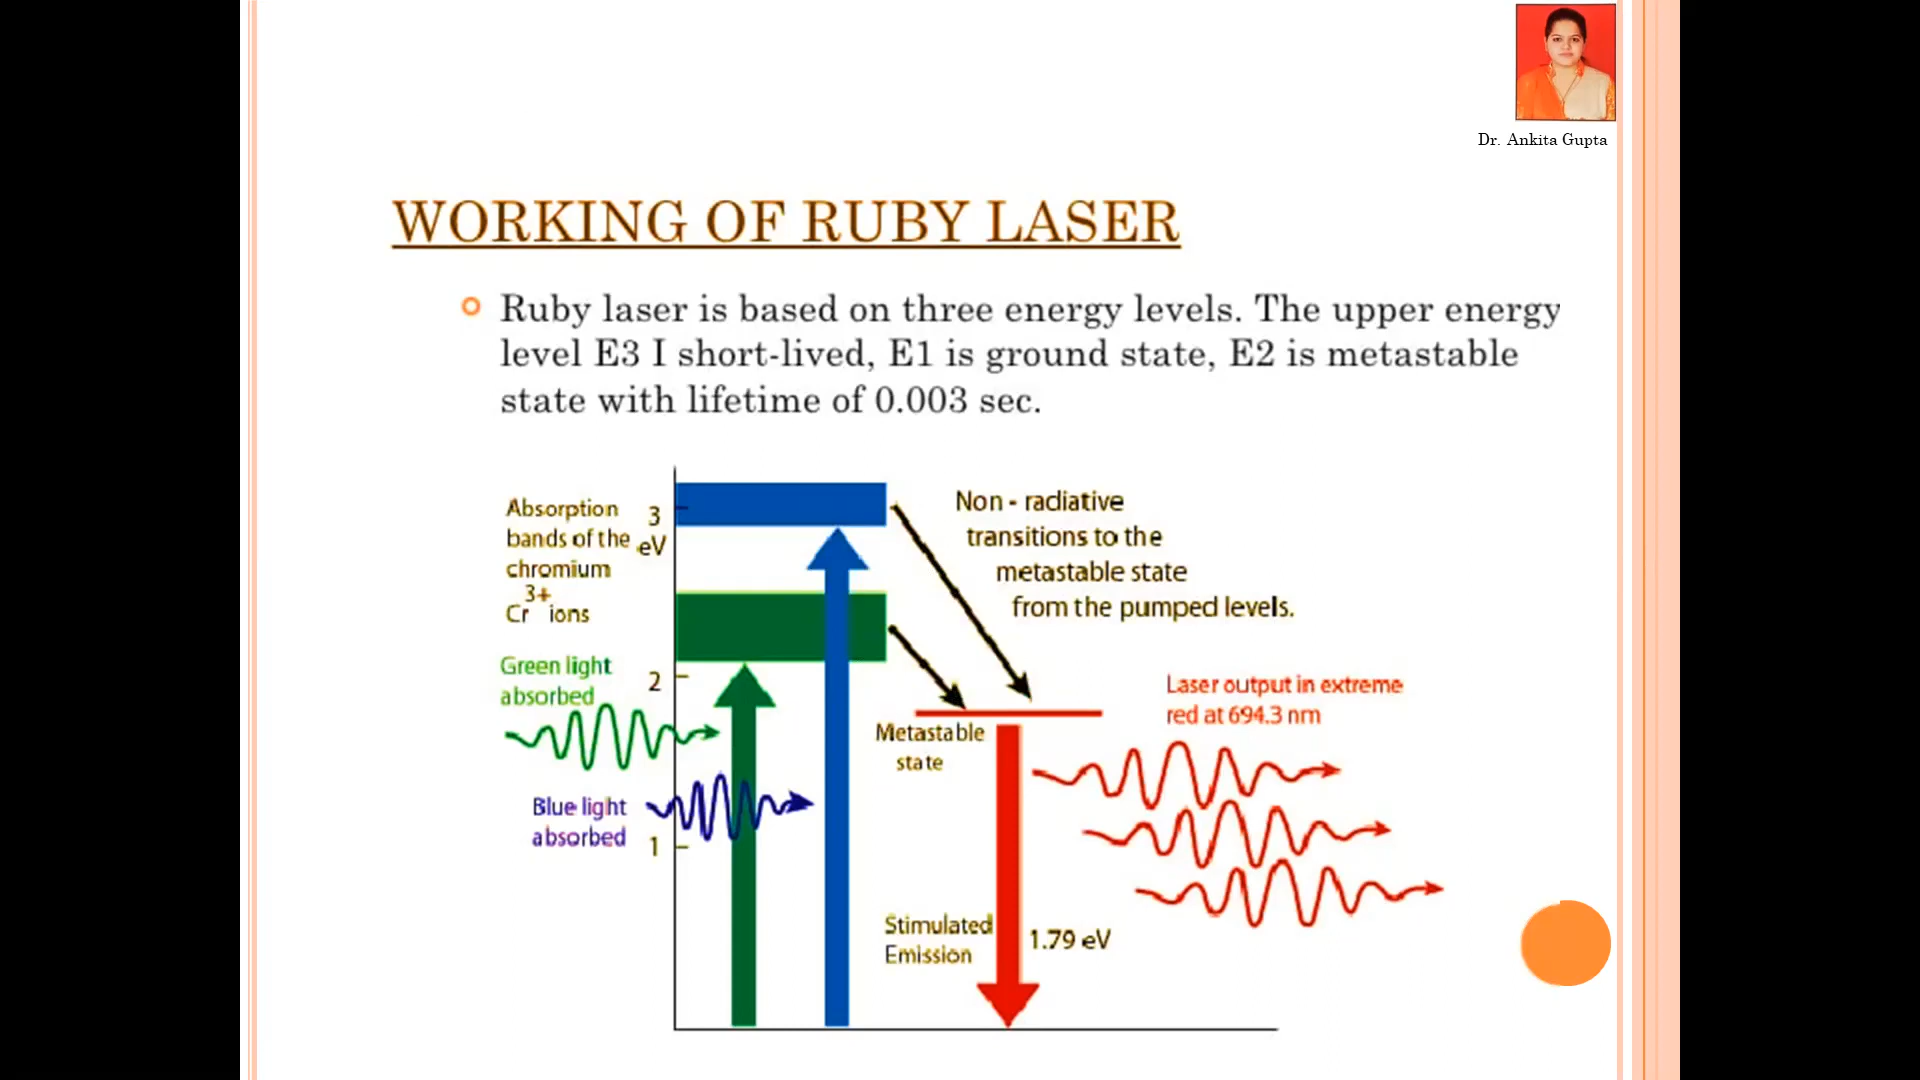 Dr. Ankita Gupta
WORKING OF RUBY LASER
Ruby laser is based on three energy levels. The upper energy
level E3 I short-lived, E1 is ground state, E2 is metastable
state with lifetime of 0.003 sec.
Absorption
bands of the
chromium
Cr³⁺ ions
3
eV
Non - radiative
transitions to the
metastable state
from the pumped levels.
Green light
absorbed
2
Laser output in extreme
red at 694.3 nm
Metastable
state
Blue light
absorbed
1
Stimulated
Emission
1.79 eV